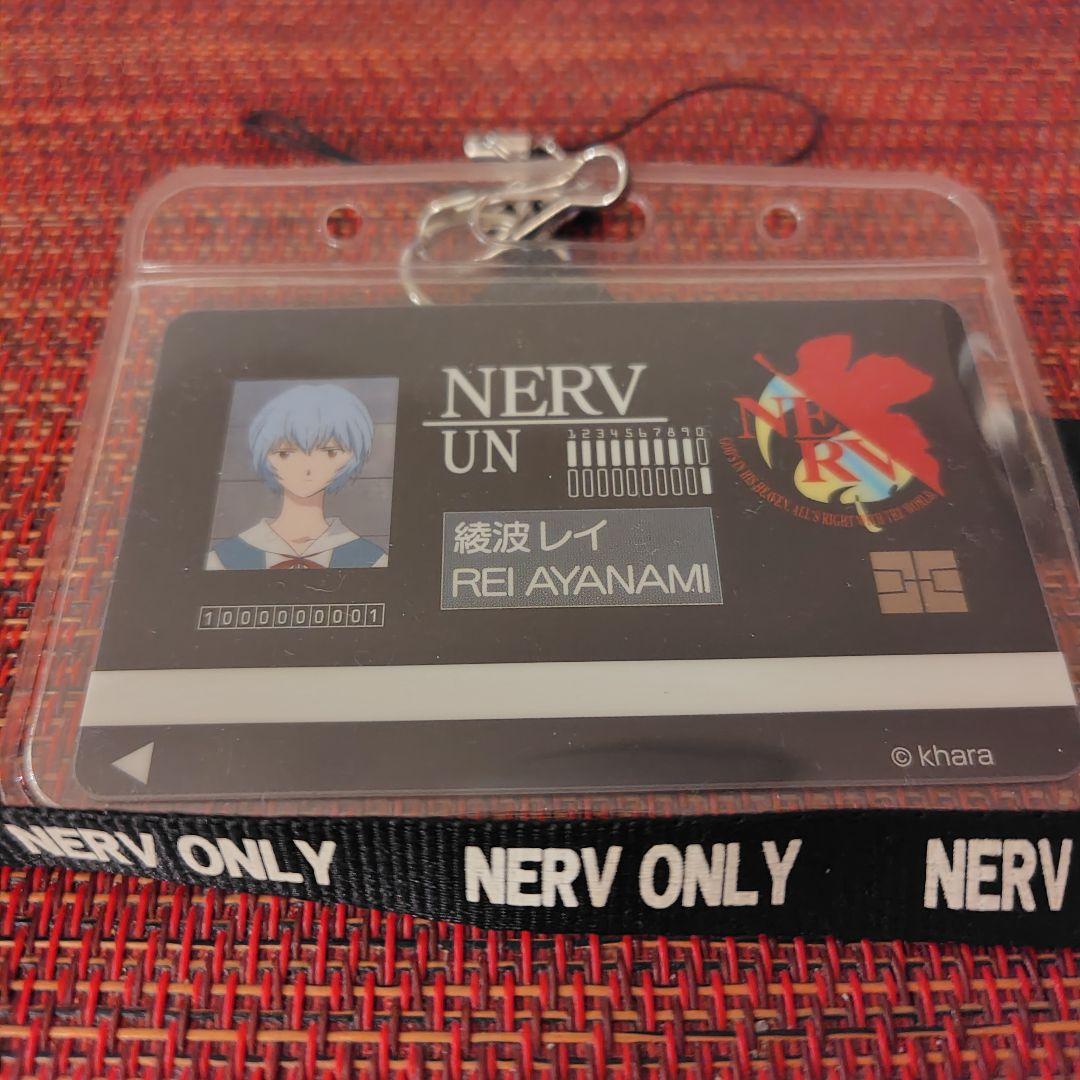 NERV
UN
1234567890
綾波レイ
REI AYANAMI
10000000001
NERV
GOD'S IN HIS HEAVEN. ALL'S RIGHT WITH THE WORLD.
© khara
NERV ONLY NERV ONLY NERV